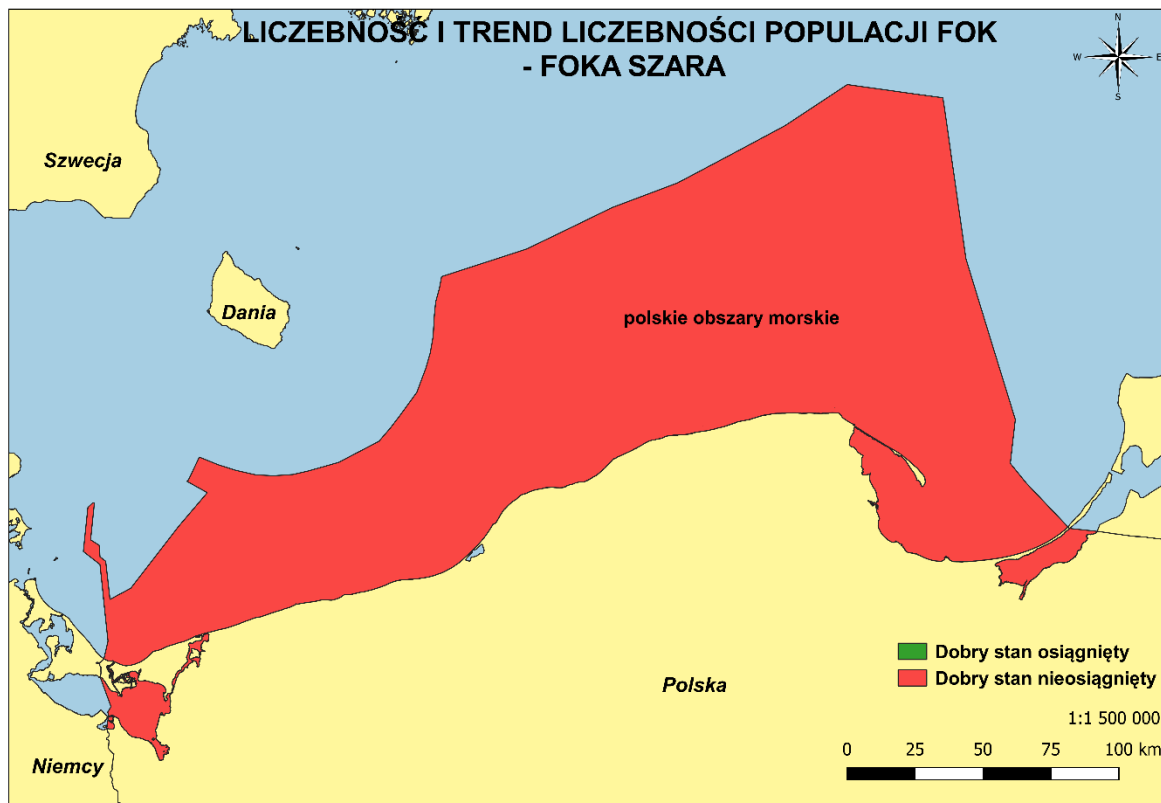 LICZEBNOŚĆ I TREND LICZEBNOŚCI POPULACJI FOK
- FOKA SZARA
N
W E
S
Szwecja
Dania
polskie obszary morskie
Dobry stan osiągnięty
Dobry stan nieosiągnięty
Polska
1:1 500 000
0 25 50 75 100 km
Niemcy